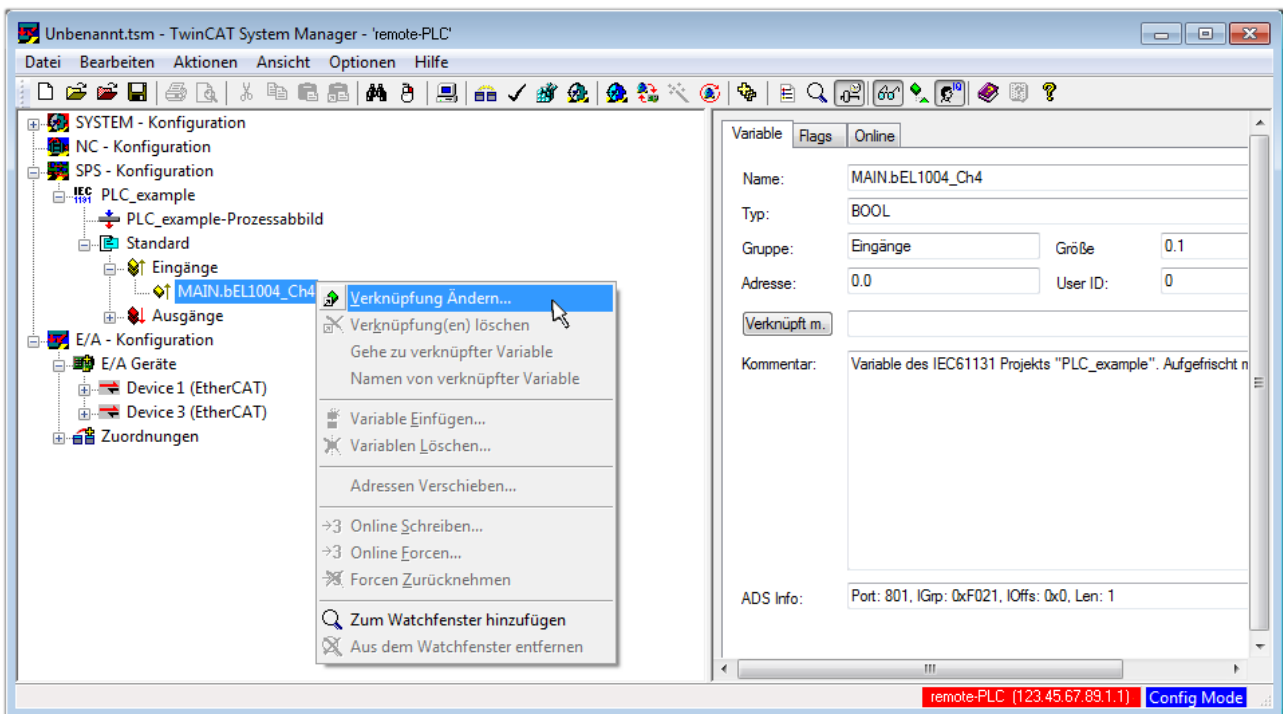 Unbenannt.tsm - TwinCAT System Manager - 'remote-PLC'
Datei Bearbeiten Aktionen Ansicht Optionen Hilfe
SYSTEM - Konfiguration
NC - Konfiguration
SPS - Konfiguration
IEC 1131 PLC_example
PLC_example-Prozessabbild
Standard
Eingänge
MAIN.bEL1004_Ch4
Ausgänge
E/A - Konfiguration
E/A Geräte
Device 1 (EtherCAT)
Device 3 (EtherCAT)
Zuordnungen
Verknüpfung Ändern...
Verknüpfung(en) löschen
Gehe zu verknüpfter Variable
Namen von verknüpfter Variable
Variable Einfügen...
Variablen Löschen...
Adressen Verschieben...
→3 Online Schreiben...
→3 Online Forcen...
Forcen Zurücknehmen
Zum Watchfenster hinzufügen
Aus dem Watchfenster entfernen
Variable Flags Online
Name: MAIN.bEL1004_Ch4
Typ: BOOL
Gruppe: Eingänge Größe 0.1
Adresse: 0.0 User ID: 0
Verknüpft m.
Kommentar: Variable des IEC61131 Projekts "PLC_example". Aufgefrischt
ADS Info: Port: 801, IGrp: 0xF021, IOffs: 0x0, Len: 1
remote-PLC (123.45.67.89.1.1) Config Mode